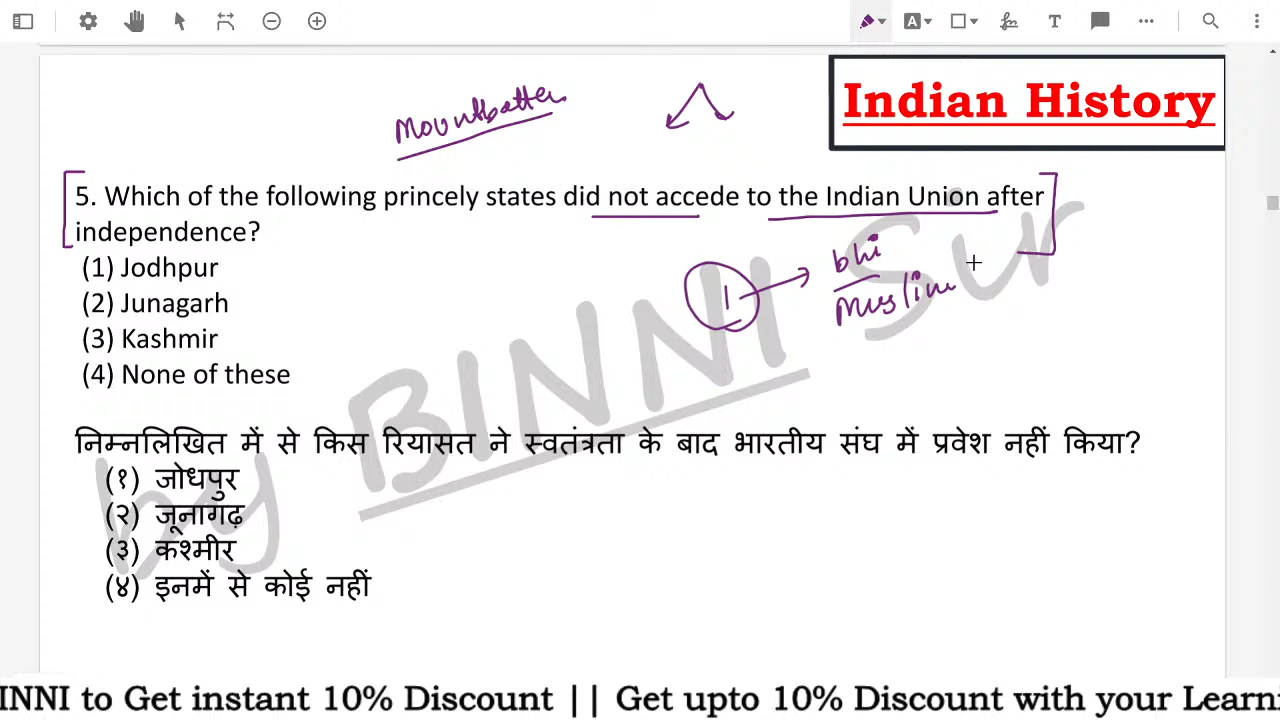 Indian History
Mountbatten
5. Which of the following princely states did not accede to the Indian Union after
independence?
(1) Jodhpur
(2) Junagarh
(3) Kashmir
(4) None of these
1
bhi
Muslim
by BINNI Sir
निम्नलिखित में से किस रियासत ने स्वतंत्रता के बाद भारतीय संघ में प्रवेश नहीं किया?
(१) जोधपुर
(२) जूनागढ़
(३) कश्मीर
(४) इनमें से कोई नहीं
INNI to Get instant 10% Discount || Get upto 10% Discount with your Learni